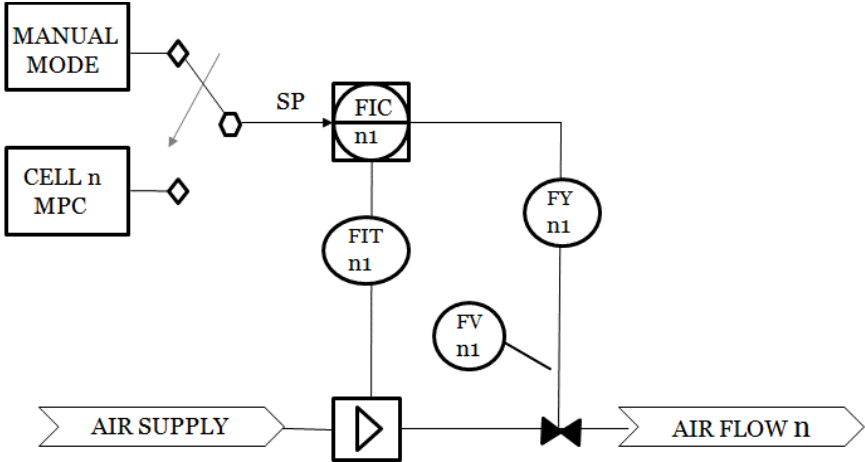 MANUAL
MODE
SP
FIC
n1
CELL n
MPC
FY
n1
FIT
n1
FV
n1
AIR SUPPLY
AIR FLOW n